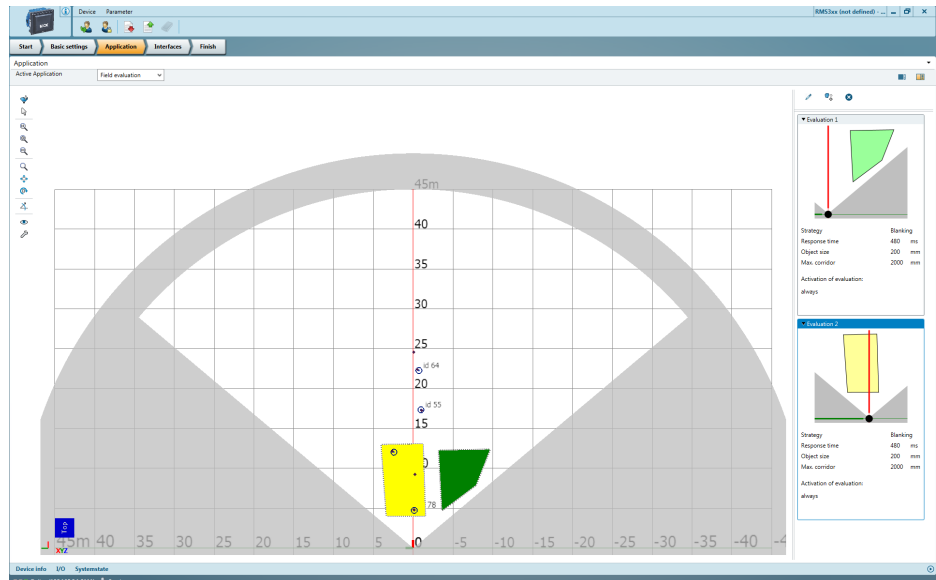 Device Parameter
RMS3xx (not defined) - ...
SICK
Start Basic settings Application Interfaces Finish
Application
Active Application Field evaluation
45m
40
35
30
25
id 64
20
id 55
15
0
78
Top
XYZ
45m 40 35 30 25 20 15 10 5 0 -5 -10 -15 -20 -25 -30 -35 -40 -4
Evaluation 1
Strategy Blanking
Response time 480 ms
Object size 200 mm
Max. corridor 2000 mm
Activation of evaluation:
always
Evaluation 2
Strategy Blanking
Response time 480 ms
Object size 200 mm
Max. corridor 2000 mm
Activation of evaluation:
always
Device info I/O Systemstate